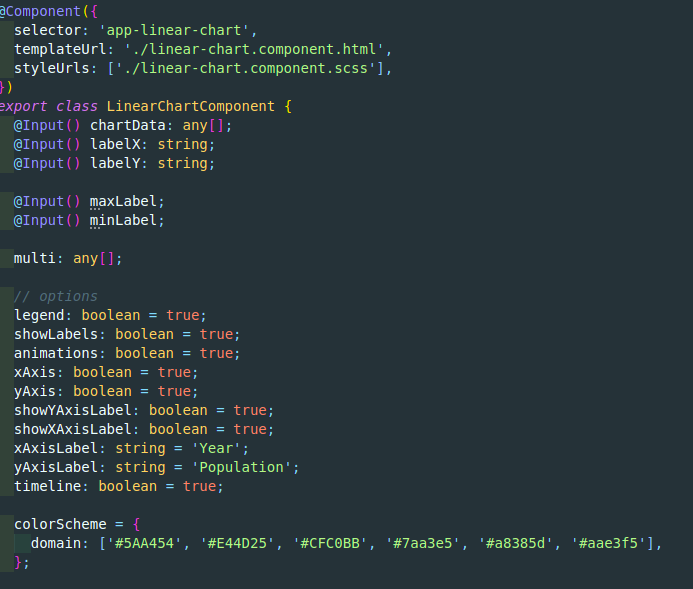 @Component({
selector: 'app-linear-chart',
templateUrl: './linear-chart.component.html',
styleUrls: ['./linear-chart.component.scss'],
})
export class LinearChartComponent {
@Input() chartData: any[];
@Input() labelX: string;
@Input() labelY: string;
@Input() maxLabel;
@Input() minLabel;
multi: any[];
// options
legend: boolean = true;
showLabels: boolean = true;
animations: boolean = true;
xAxis: boolean = true;
yAxis: boolean = true;
showYAxisLabel: boolean = true;
showXAxisLabel: boolean = true;
xAxisLabel: string = 'Year';
yAxisLabel: string = 'Population';
timeline: boolean = true;
colorScheme = {
domain: ['#5AA454', '#E44D25', '#CFC0BB', '#7aa3e5', '#a8385d', '#aae3f5'],
};